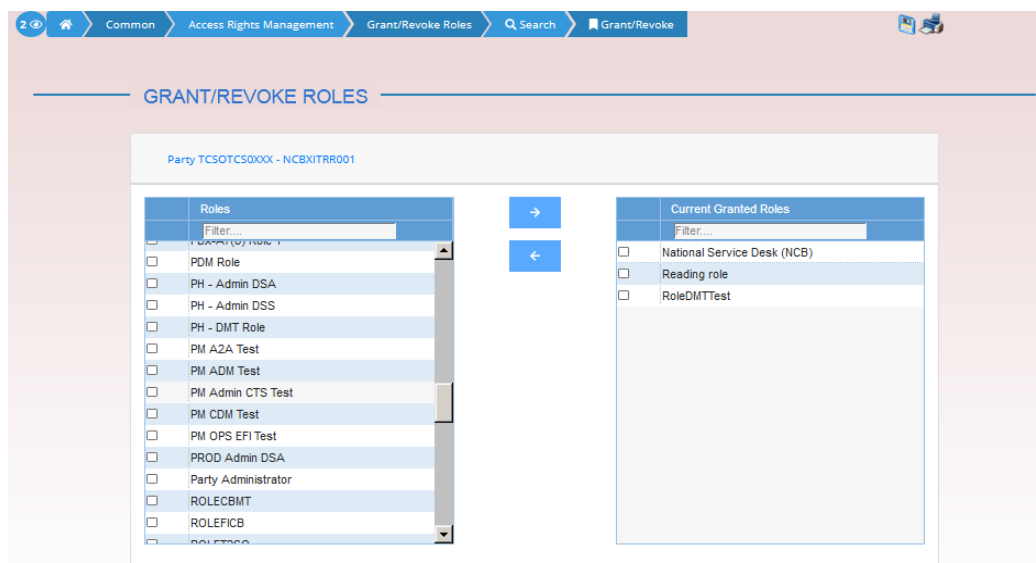 2 Common Access Rights Management Grant/Revoke Roles Search Grant/Revoke
GRANT/REVOKE ROLES
Party TCSOTCS0XXX - NCBXITRR001
Roles
Filter....
PDM Role
PH - Admin DSA
PH - Admin DSS
PH - DMT Role
PM A2A Test
PM ADM Test
PM Admin CTS Test
PM CDM Test
PM OPS EFI Test
PROD Admin DSA
Party Administrator
ROLECBMT
ROLEFICB
Current Granted Roles
Filter....
National Service Desk (NCB)
Reading role
RoleDMTTest